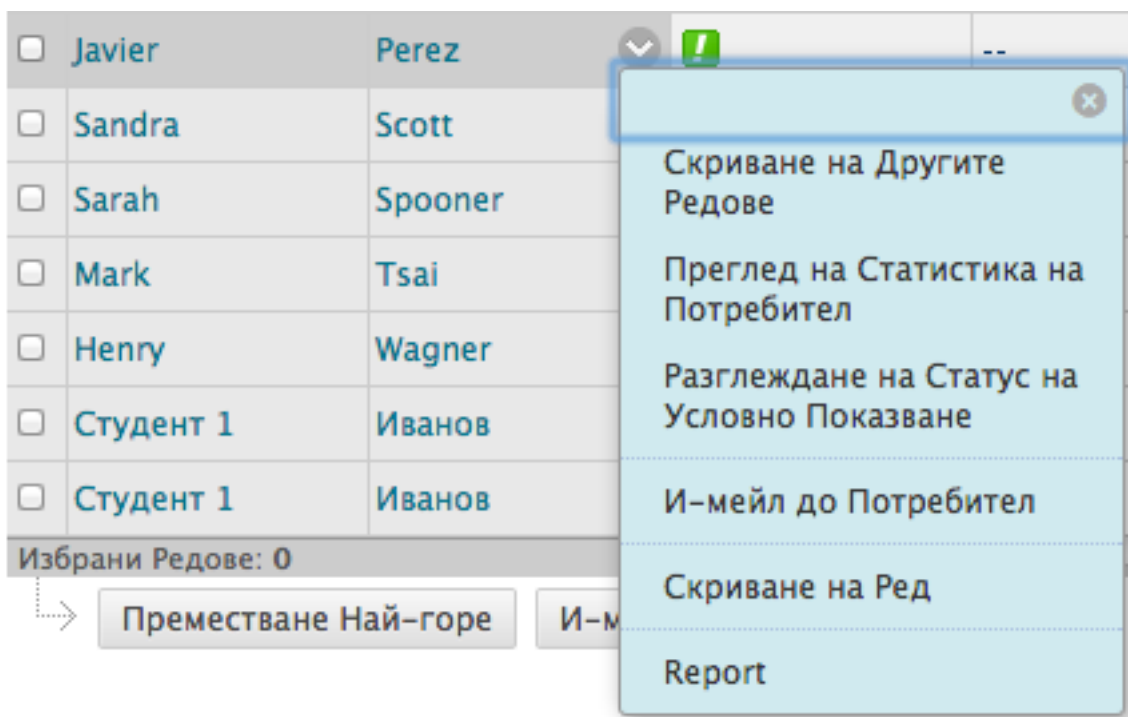 Javier Perez --
Sandra Scott
Sarah Spooner
Mark Tsai
Henry Wagner
Студент 1 Иванов
Студент 1 Иванов
Избрани Редове: 0
Преместване Най-горе
Скриване на Другите
Редове
Преглед на Статистика на
Потребител
Разглеждане на Статус на
Условно Показване
И-мейл до Потребител
Скриване на Ред
Report